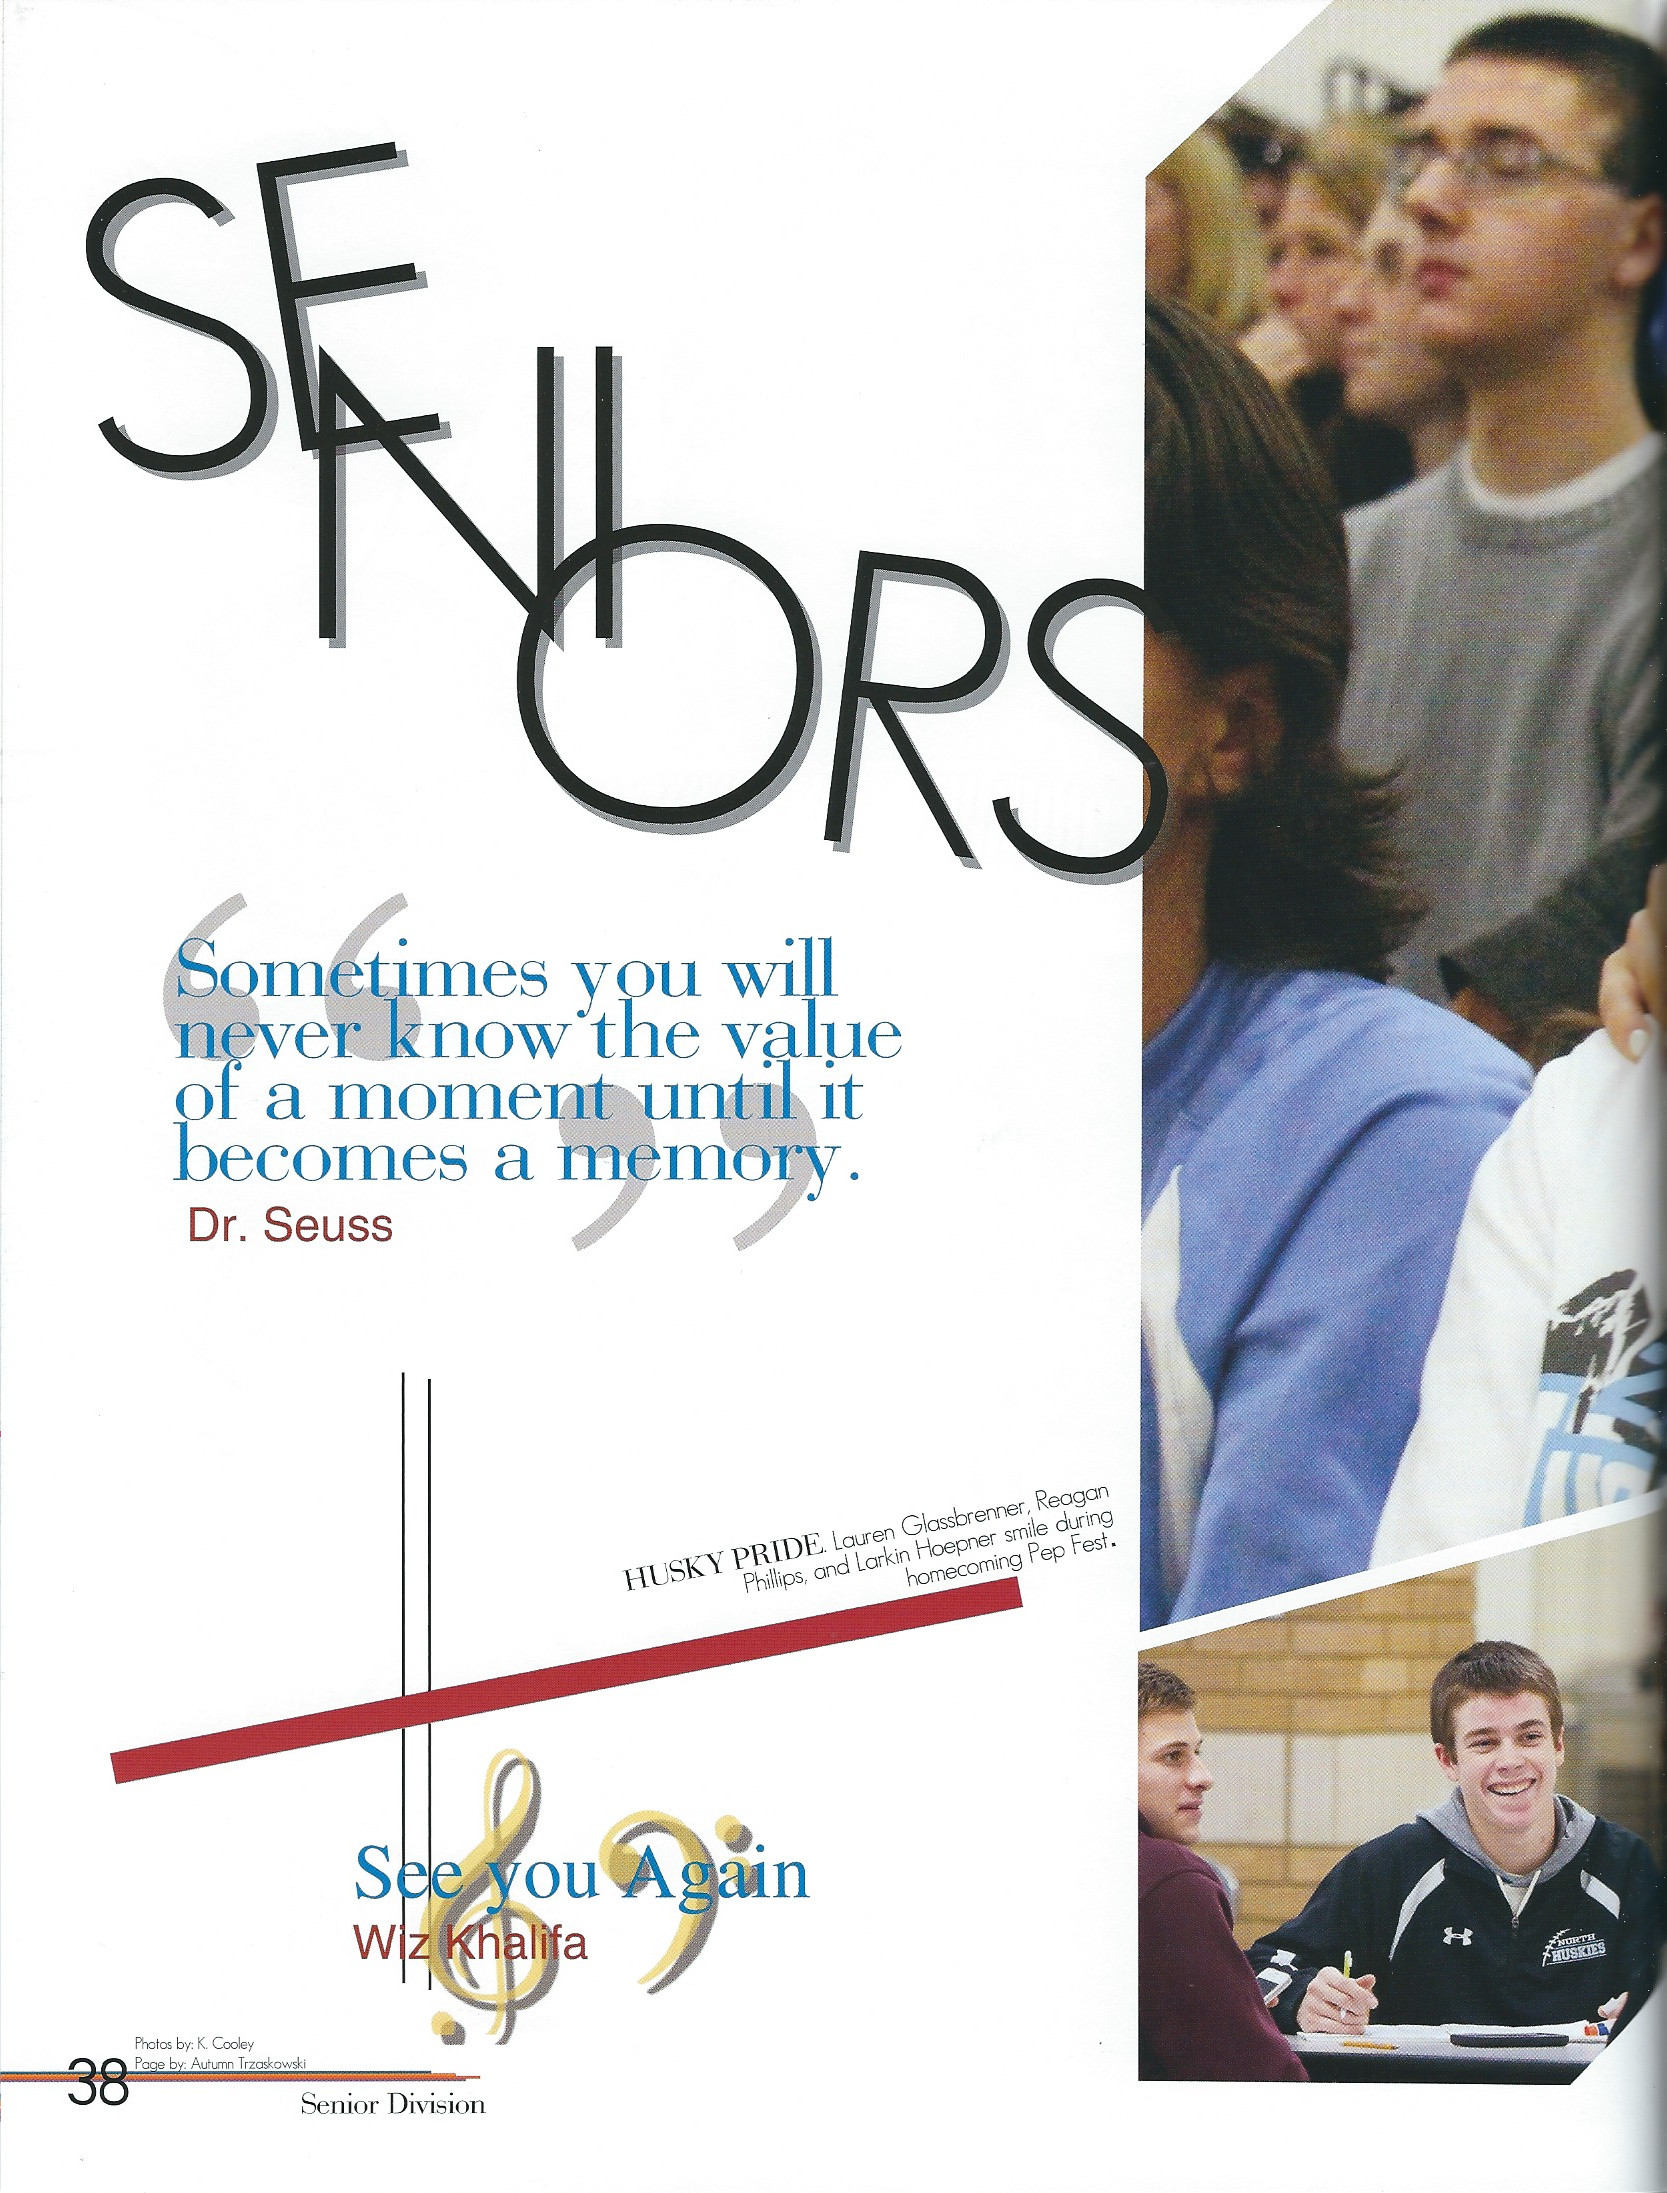 SENIORS
Sometimes you will
never know the value
of a moment until it
becomes a memory.
Dr. Seuss
HUSKY PRIDE. Lauren Glassbrenner, Reagan
Phillips, and Larkin Hoepner smile during
homecoming Pep Fest.
See you Again
Wiz Khalifa
NORTH
HUSKIES
Photos by: K. Cooley
Page by: Autumn Trzaskowski
38
Senior Division